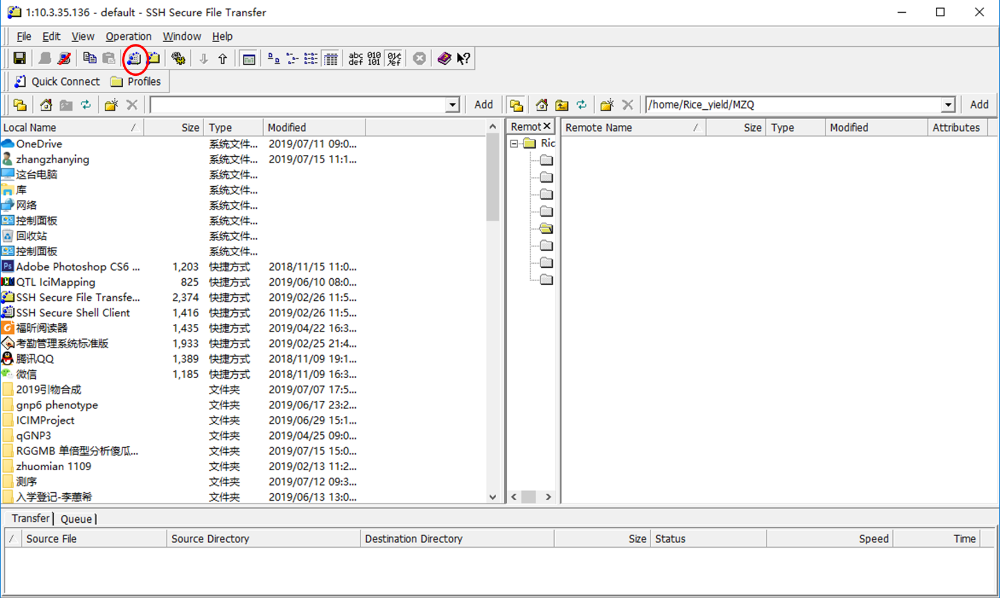 1:10.3.35.136 - default - SSH Secure File Transfer
File Edit View Operation Window Help
abc def 010 101
Quick Connect Profiles
Add /home/Rice_yield/MZQ Add
Local Name Size Type Modified
OneDrive 系统文件... 2019/07/11 09:0...
zhangzhanying 系统文件... 2019/07/15 11:1...
这台电脑 系统文件...
库 系统文件...
网络 系统文件...
控制面板 系统文件...
回收站 系统文件...
控制面板 系统文件...
Adobe Photoshop CS6 ... 1,203 快捷方式 2018/11/15 11:0...
QTL IciMapping 825 快捷方式 2019/06/10 08:0...
SSH Secure File Transfe... 2,374 快捷方式 2019/02/26 11:5...
SSH Secure Shell Client 1,416 快捷方式 2019/02/26 11:5...
福昕阅读器 1,435 快捷方式 2019/04/22 16:3...
考勤管理系统标准版 1,933 快捷方式 2019/02/25 21:4...
腾讯QQ 1,389 快捷方式 2018/11/09 19:1...
微信 1,185 快捷方式 2018/11/09 16:3...
2019引物合成 文件夹 2019/07/07 17:5...
gnp6 phenotype 文件夹 2019/06/17 23:2...
ICIMProject 文件夹 2019/06/29 15:1...
qGNP3 文件夹 2019/04/25 09:0...
RGGMB 单倍型分析傻瓜... 文件夹 2019/07/15 15:0...
zhuomian 1109 文件夹 2019/02/13 11:2...
测序 文件夹 2019/07/12 09:3...
入学登记-李蒽希 文件夹 2019/06/13 13:0...
Remot
Ric
Remote Name Size Type Modified Attributes
Transfer Queue
Source File Source Directory Destination Directory Size Status Speed Time